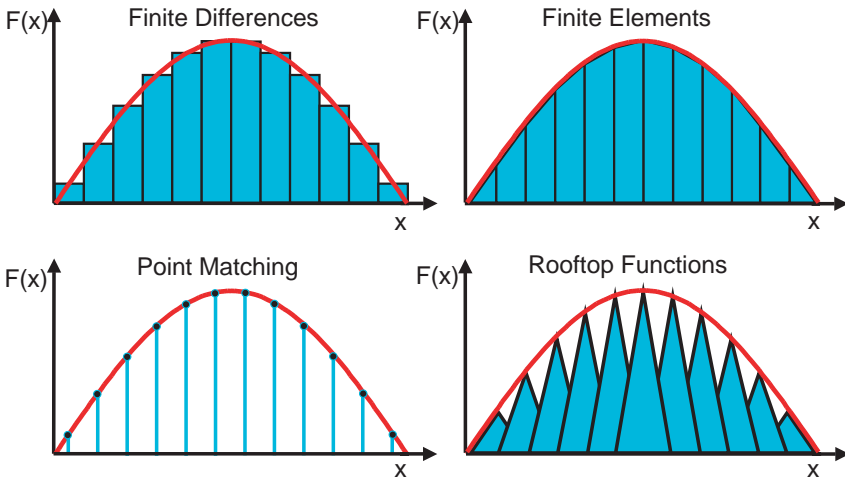 Finite Differences
F(x)
x
Finite Elements
F(x)
x
Point Matching
F(x)
x
Rooftop Functions
F(x)
x